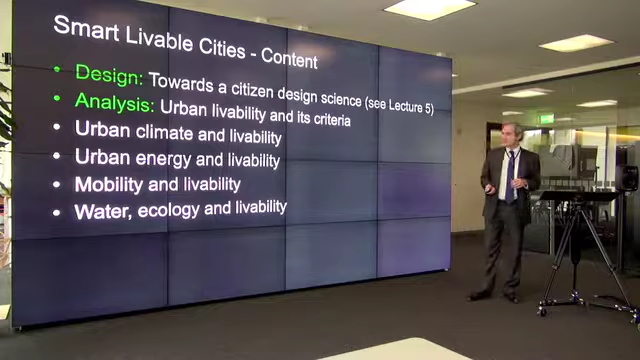 Smart Livable Cities - Content
• Design: Towards a citizen design science (see Lecture 5)
• Analysis: Urban livability and its criteria
• Urban climate and livability
• Urban energy and livability
• Mobility and livability
• Water, ecology and livability